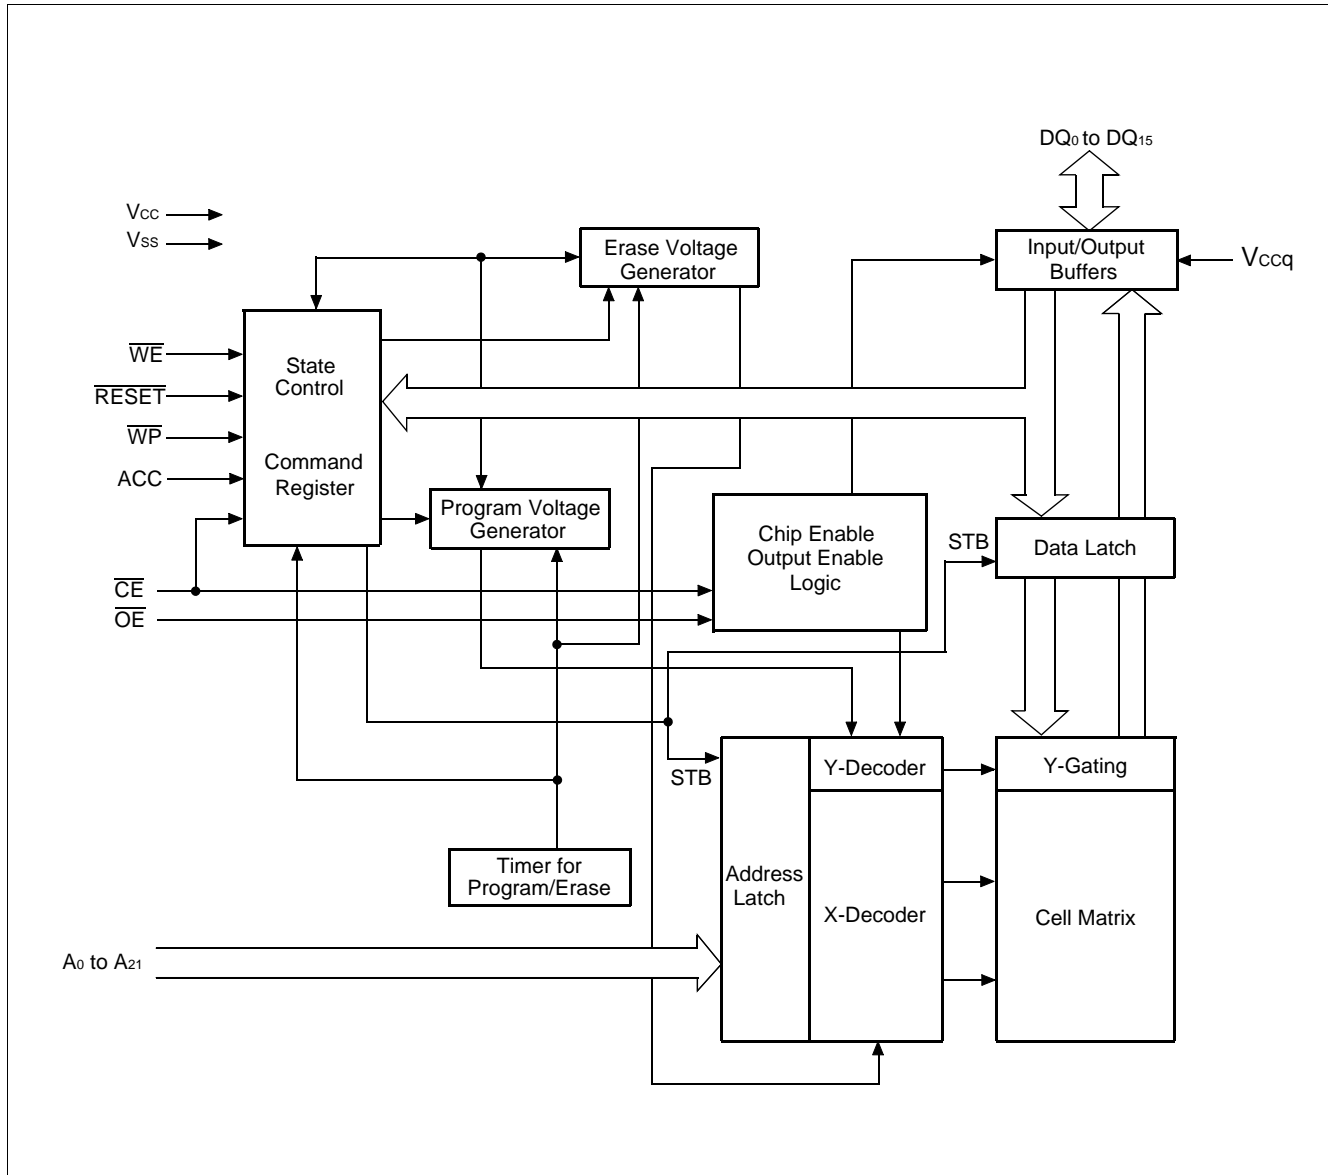 DQ0 to DQ15
VCC
VSS
Erase Voltage
Generator
Input/Output
Buffers
VCCq
WE
RESET
WP
ACC
State
Control
Command
Register
Program Voltage
Generator
Chip Enable
Output Enable
Logic
STB
Data Latch
CE
OE
STB
Y-Decoder
Y-Gating
Timer for
Program/Erase
Address
Latch
X-Decoder
Cell Matrix
A0 to A21